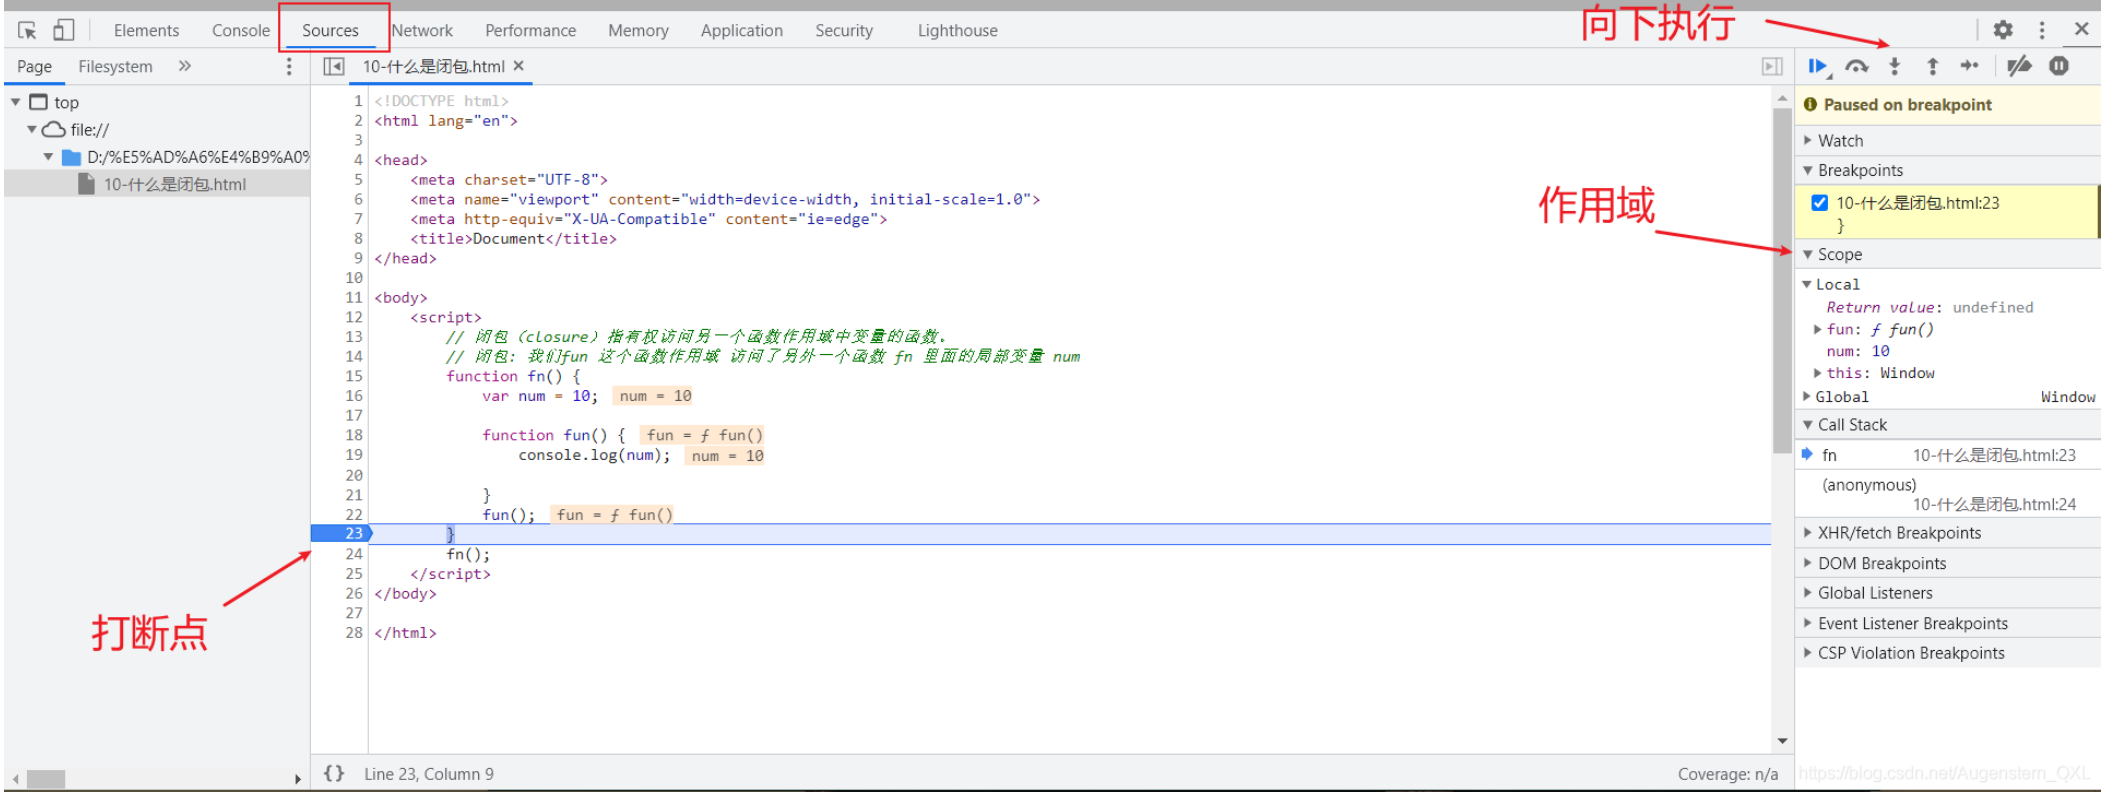 向下执行
Elements Console Sources Network Performance Memory Application Security Lighthouse
Page Filesystem »
10-什么是闭包.html ×
top
file://
D:/%E5%AD%A6%E4%B9%A0%
10-什么是闭包.html
1 <!DOCTYPE html>
2 <html lang="en">
3
4 <head>
5 <meta charset="UTF-8">
6 <meta name="viewport" content="width=device-width, initial-scale=1.0">
7 <meta http-equiv="X-UA-Compatible" content="ie=edge">
8 <title>Document</title>
9 </head>
10
11 <body>
12 <script>
13 // 闭包（closure）指有权访问另一个函数作用域中变量的函数。
14 // 闭包: 我们fun 这个函数作用域 访问了另外一个函数 fn 里面的局部变量 num
15 function fn() {
16 var num = 10; num = 10
17
18 function fun() { fun = ƒ fun()
19 console.log(num); num = 10
20
21 }
22 fun(); fun = ƒ fun()
23 }
24 fn();
25 </script>
26 </body>
27
28 </html>
打断点
{} Line 23, Column 9
Coverage: n/a
作用域
Paused on breakpoint
Watch
Breakpoints
10-什么是闭包.html:23
}
Scope
Local
Return value: undefined
fun: ƒ fun()
num: 10
this: Window
Global Window
Call Stack
fn 10-什么是闭包.html:23
(anonymous)
10-什么是闭包.html:24
XHR/fetch Breakpoints
DOM Breakpoints
Global Listeners
Event Listener Breakpoints
CSP Violation Breakpoints
https://blog.csdn.net/Augenstern_QXL